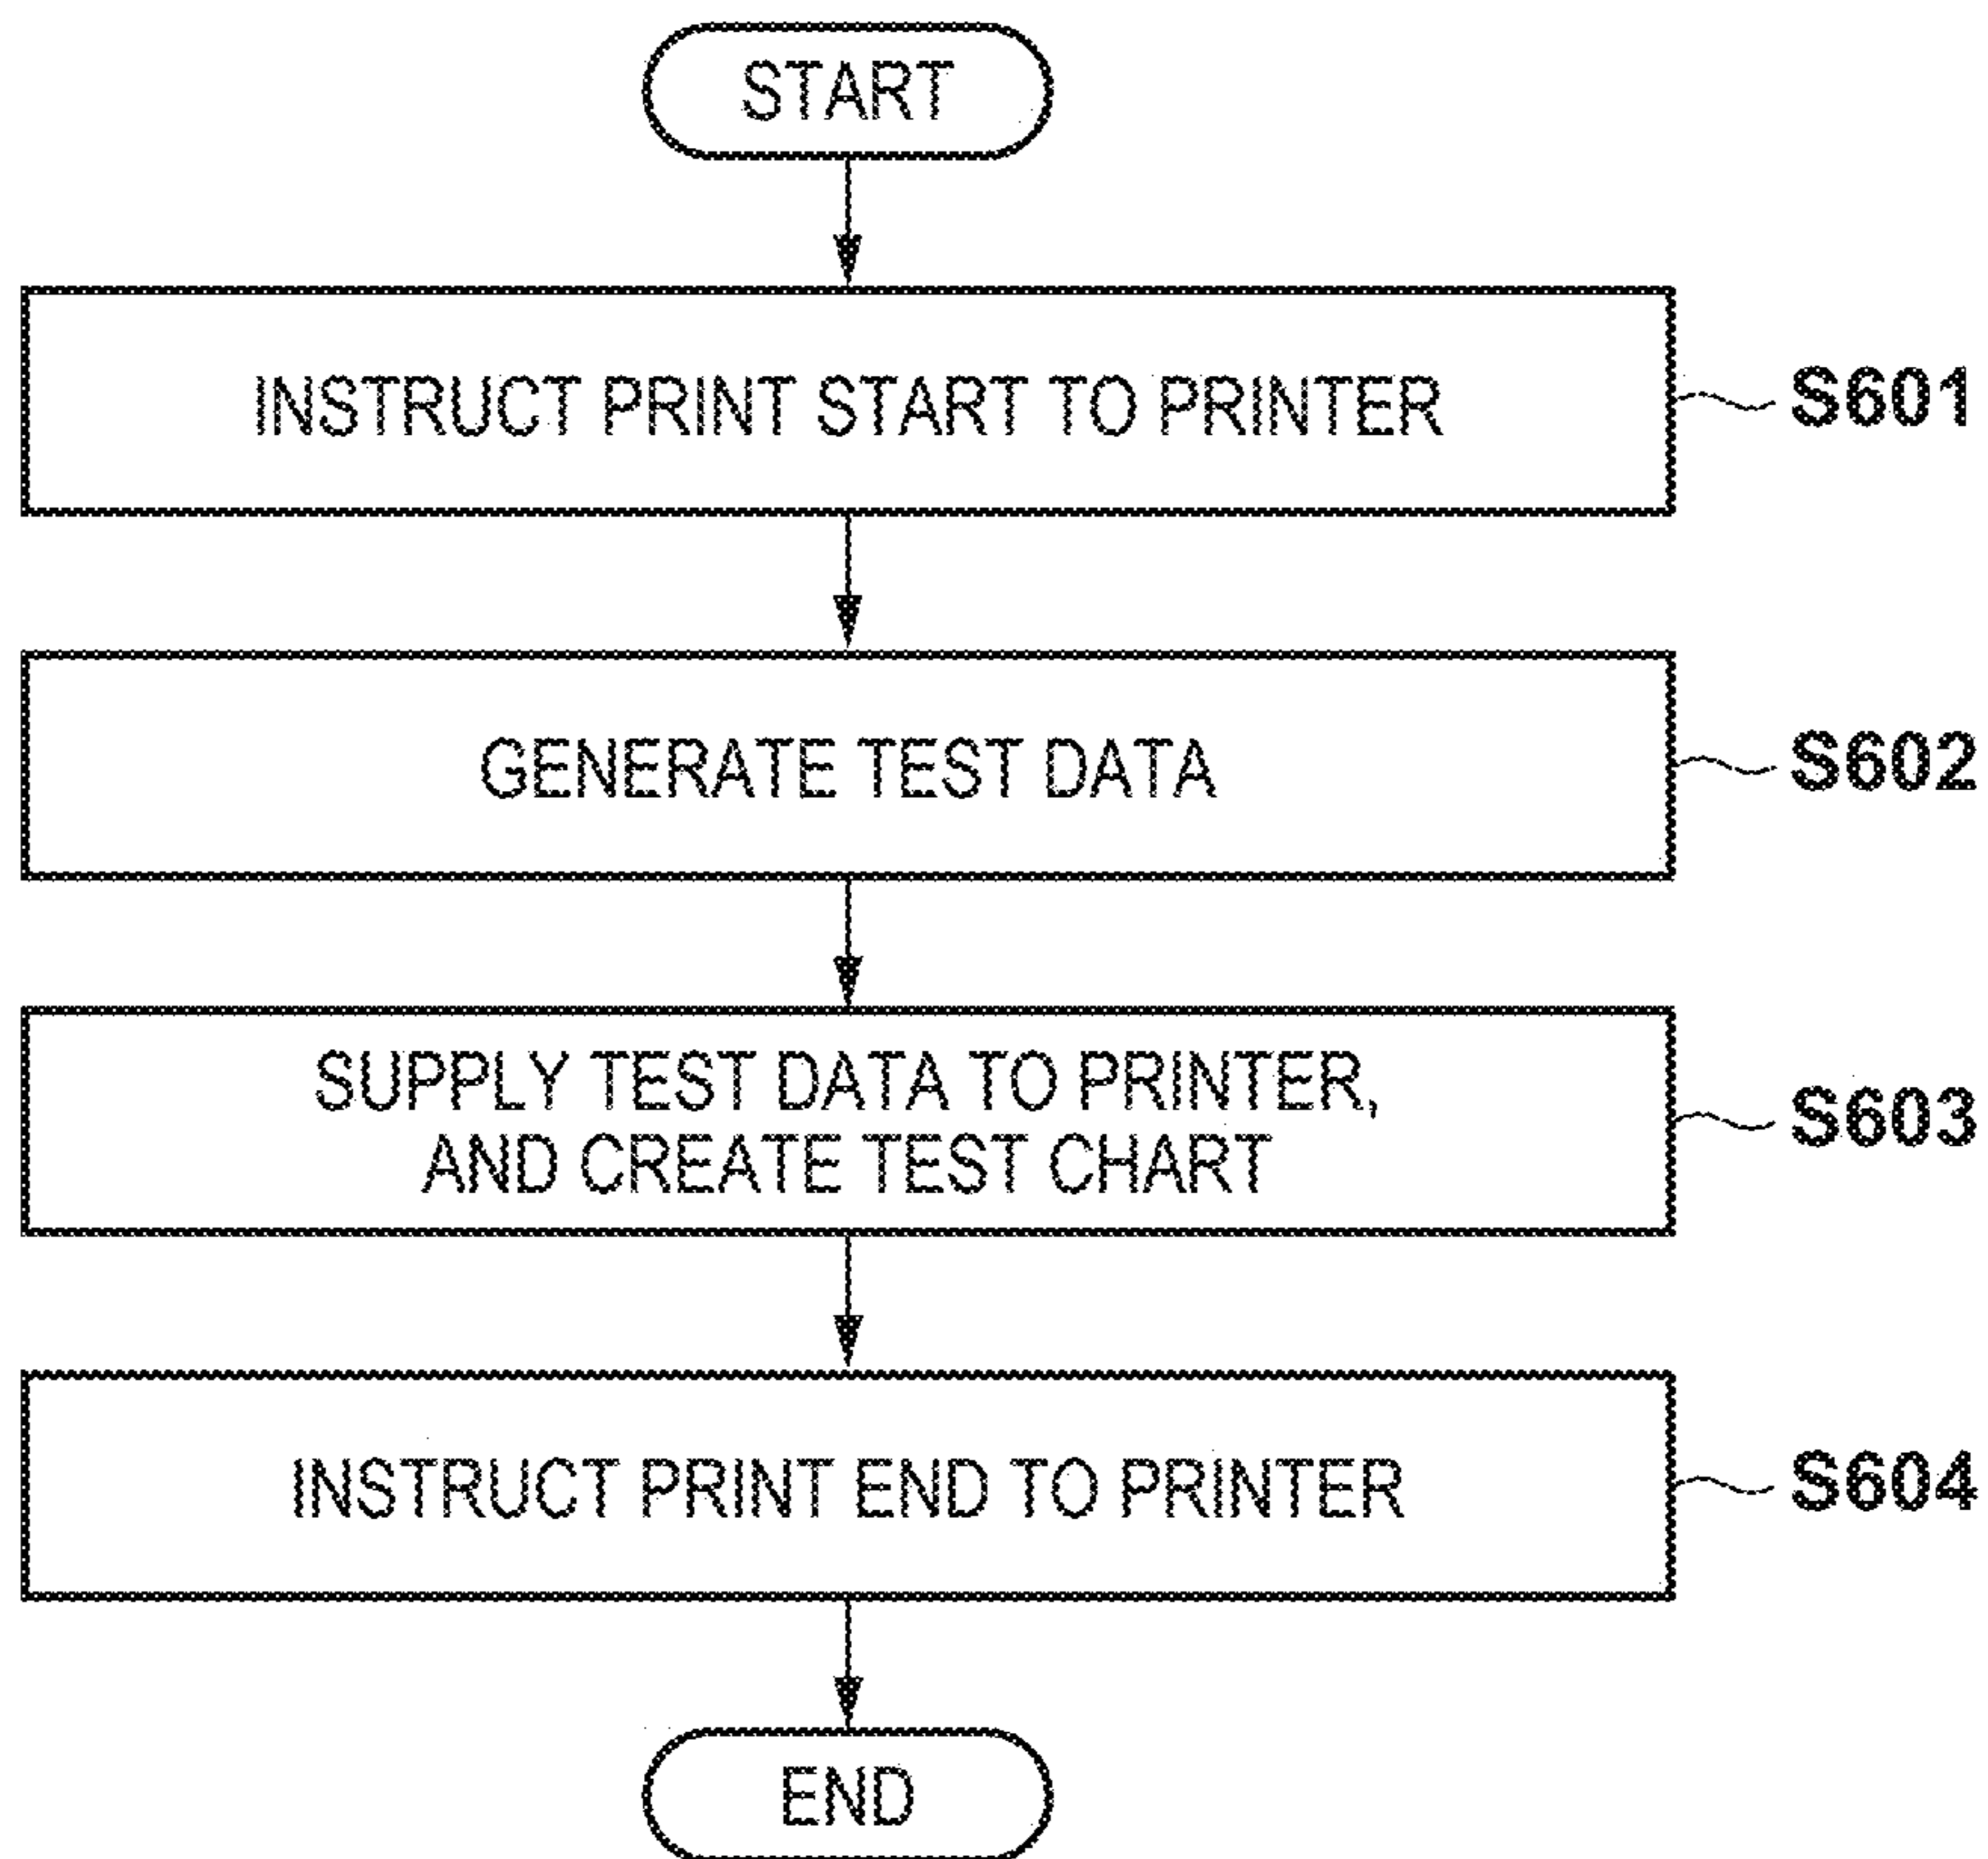 START
INSTRUCT PRINT START TO PRINTER
S601
GENERATE TEST DATA
S602
SUPPLY TEST DATA TO PRINTER,
AND CREATE TEST CHART
S603
INSTRUCT PRINT END TO PRINTER
S604
END